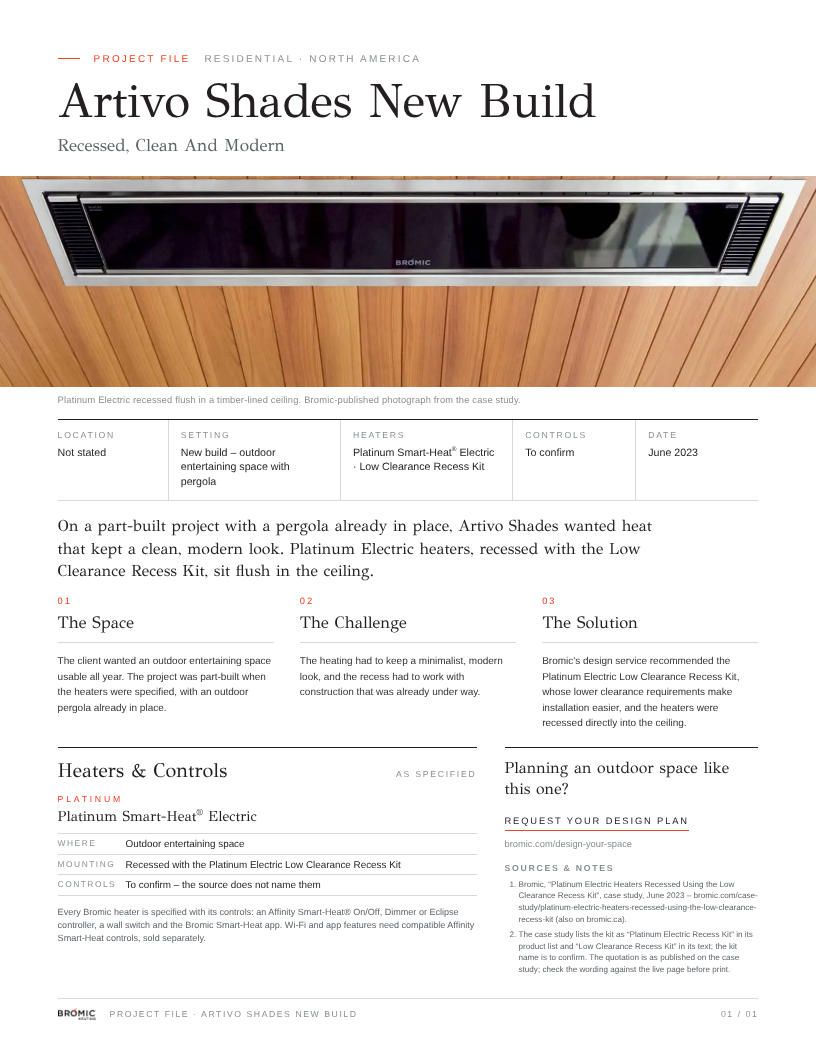 PROJECT FILE RESIDENTIAL · NORTH AMERICA
Artivo Shades New Build
Recessed, Clean And Modern
BROMIC
Platinum Electric recessed flush in a timber-lined ceiling. Bromic-published photograph from the case study.
LOCATION
Not stated
SETTING
New build – outdoor
entertaining space with
pergola
HEATERS
Platinum Smart-Heat® Electric
· Low Clearance Recess Kit
CONTROLS
To confirm
DATE
June 2023
On a part-built project with a pergola already in place, Artivo Shades wanted heat
that kept a clean, modern look. Platinum Electric heaters, recessed with the Low
Clearance Recess Kit, sit flush in the ceiling.
01
The Space
The client wanted an outdoor entertaining space
usable all year. The project was part-built when
the heaters were specified, with an outdoor
pergola already in place.
02
The Challenge
The heating had to keep a minimalist, modern
look, and the recess had to work with
construction that was already under way.
03
The Solution
Bromic’s design service recommended the
Platinum Electric Low Clearance Recess Kit,
whose lower clearance requirements make
installation easier, and the heaters were
recessed directly into the ceiling.
Heaters & Controls AS SPECIFIED
PLATINUM
Platinum Smart-Heat® Electric
WHERE Outdoor entertaining space
MOUNTING Recessed with the Platinum Electric Low Clearance Recess Kit
CONTROLS To confirm – the source does not name them
Every Bromic heater is specified with its controls: an Affinity Smart-Heat® On/Off, Dimmer or Eclipse
controller, a wall switch and the Bromic Smart-Heat app. Wi-Fi and app features need compatible Affinity
Smart-Heat controls, sold separately.
Planning an outdoor space like
this one?
REQUEST YOUR DESIGN PLAN
bromic.com/design-your-space
SOURCES & NOTES
1. Bromic, “Platinum Electric Heaters Recessed Using the Low
Clearance Recess Kit”, case study, June 2023 – bromic.com/case-
study/platinum-electric-heaters-recessed-using-the-low-clearance-
recess-kit (also on bromic.ca).
2. The case study lists the kit as “Platinum Electric Recess Kit” in its
product list and “Low Clearance Recess Kit” in its text; the kit
name is to confirm. The quotation is as published on the case
study; check the wording against the live page before print.
BROMIC HEATING PROJECT FILE · ARTIVO SHADES NEW BUILD 01 / 01